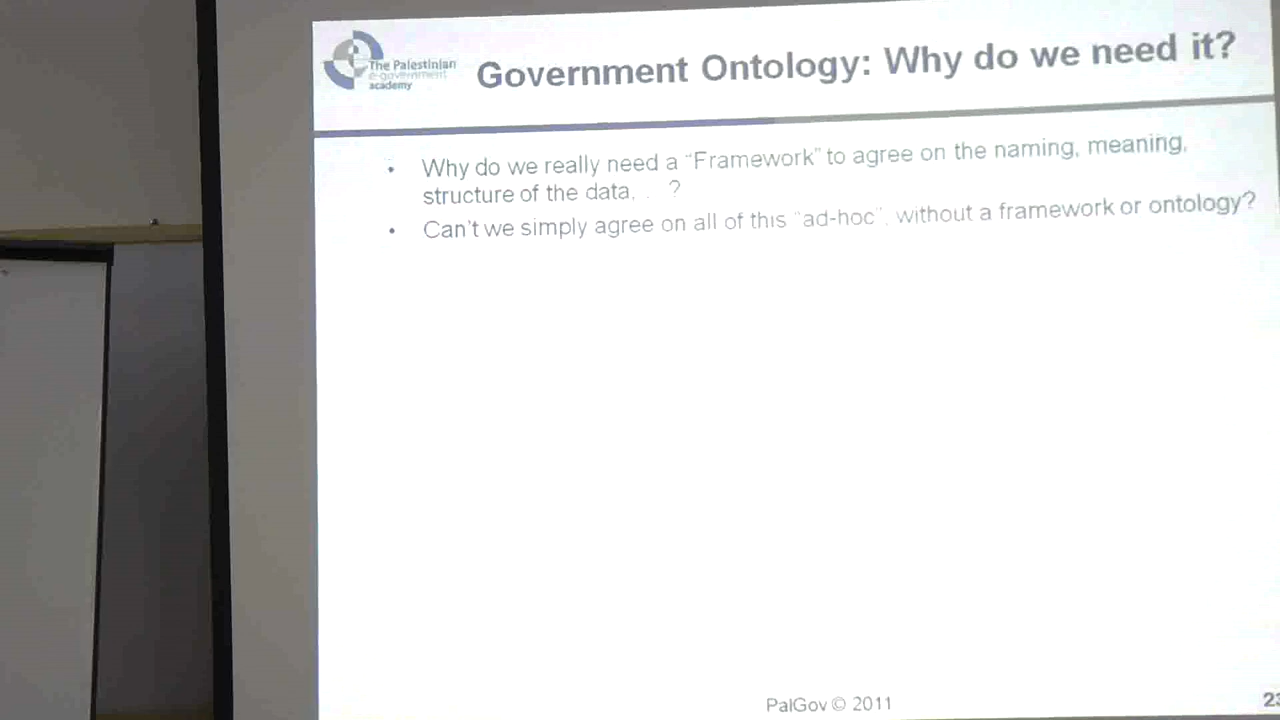 The Palestinian
e-government
academy
Government Ontology: Why do we need it?
• Why do we really need a “Framework” to agree on the naming, meaning,
structure of the data, . . ?
• Can't we simply agree on all of this “ad-hoc”, without a framework or ontology?
PalGov © 2011